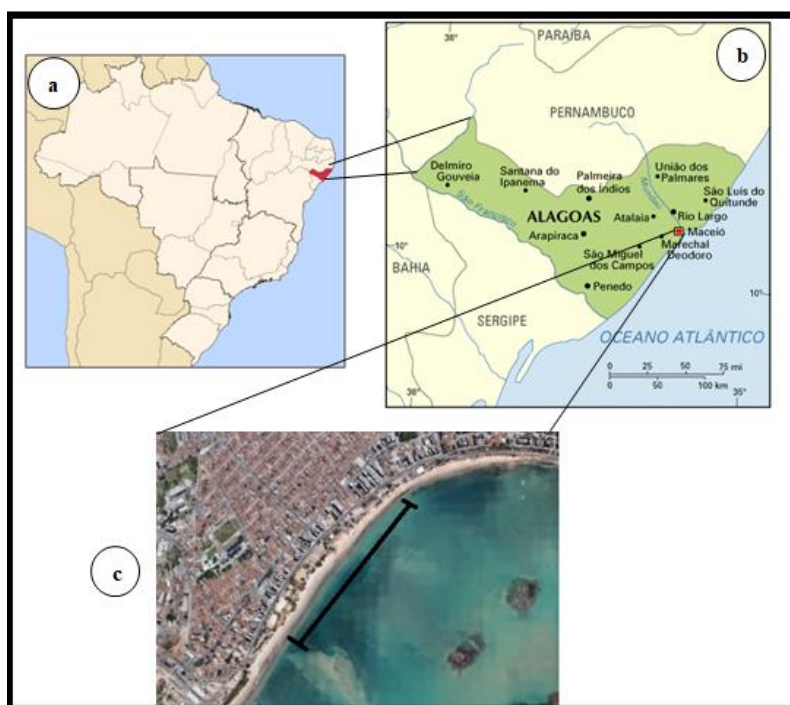 a
b
36°
PARAÍBA
PERNAMBUCO
Delmiro
Gouveia
Santana do
Ipanema
Palmeira
dos Índios
União dos
Palmares
São Luís do
Quitunde
São Francisco
ALAGOAS
Atalaia
Rio Largo
Maceió
Arapiraca
Marechal
Deodoro
São Miguel
dos Campos
10°
BAHIA
Penedo
10°
SERGIPE
OCEANO ATLÂNTICO
0 25 50 75 mi
0 50 100 km
36°
35°
c